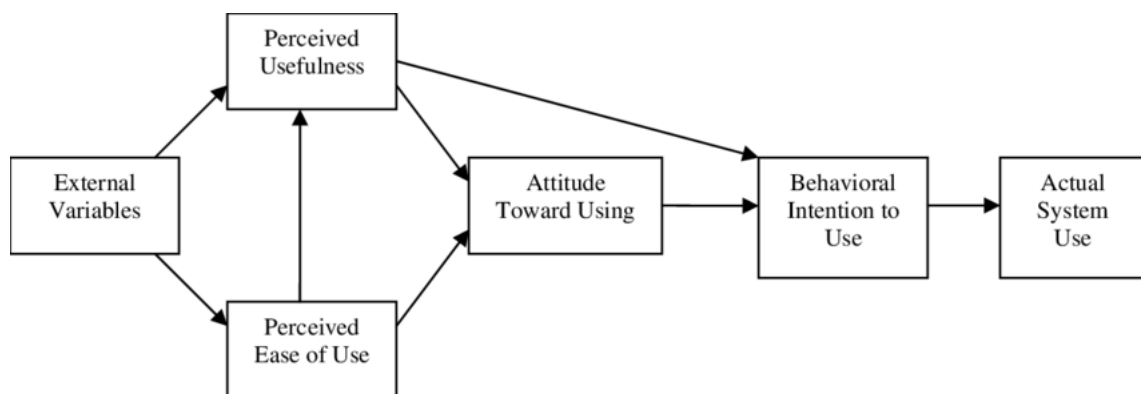 Perceived
Usefulness
External
Variables
Attitude
Toward Using
Behavioral
Intention to
Use
Actual
System
Use
Perceived
Ease of Use